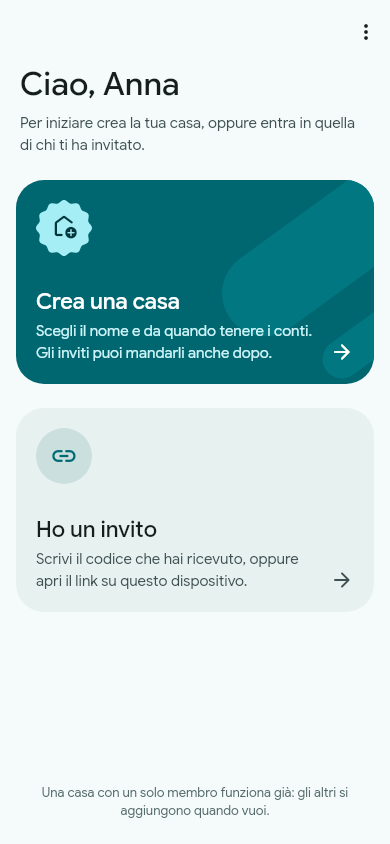 Ciao, Anna
Per iniziare crea la tua casa, oppure entra in quella
di chi ti ha invitato.
Crea una casa
Scegli il nome e da quando tenere i conti.
Gli inviti puoi mandarli anche dopo.
Ho un invito
Scrivi il codice che hai ricevuto, oppure
apri il link su questo dispositivo.
Una casa con un solo membro funziona già: gli altri si
aggiungono quando vuoi.